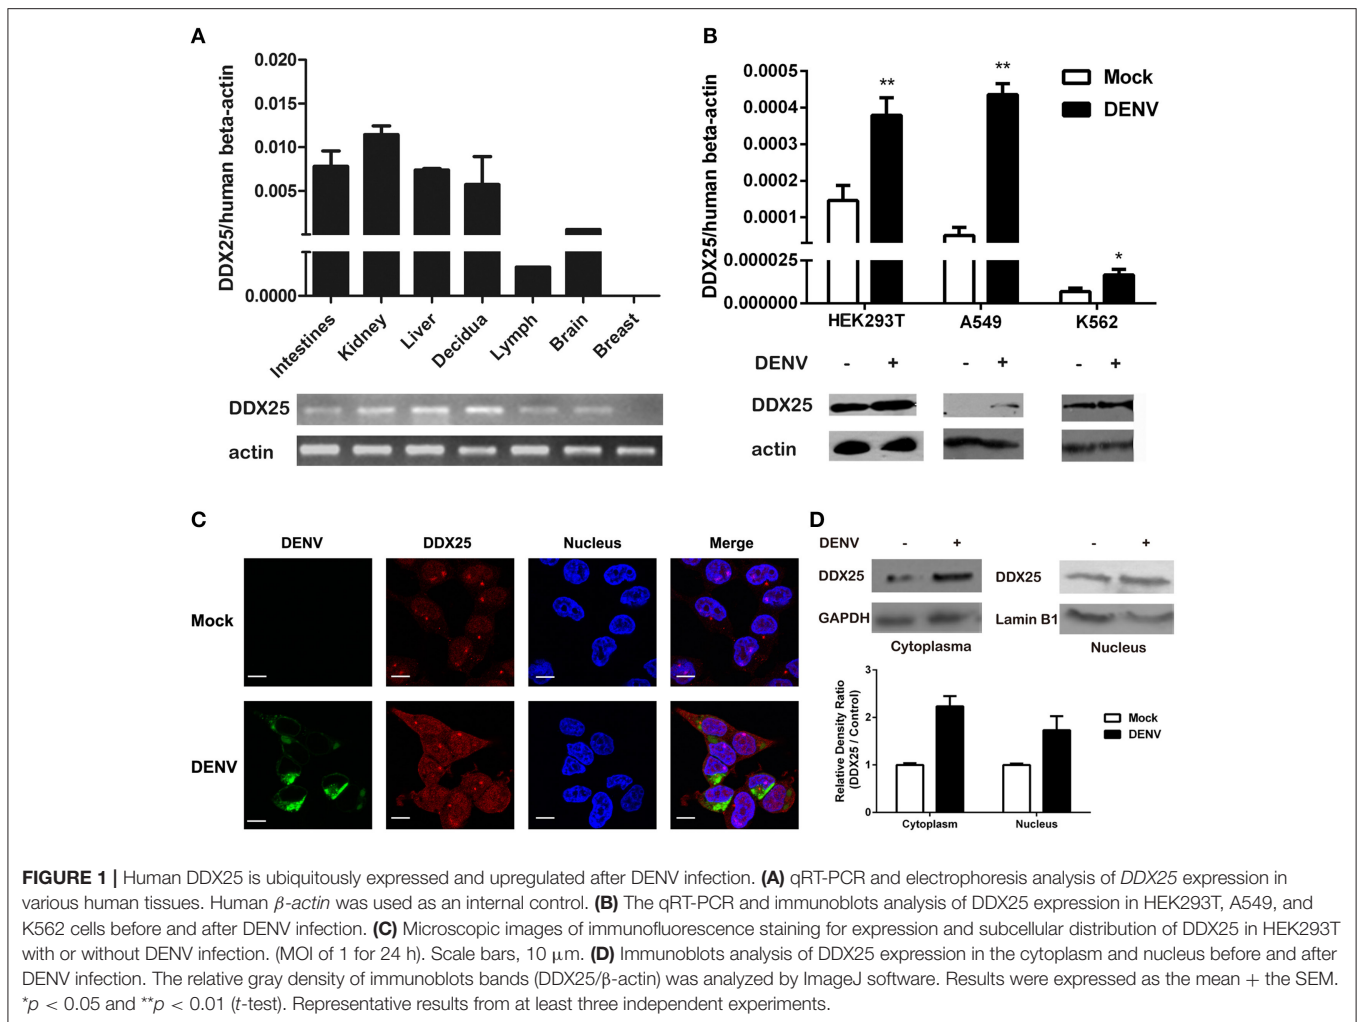 A
DDX25/human beta-actin
0.020
0.015
0.010
0.005
0.0000
Intestines
Kidney
Liver
Decidua
Lymph
Brain
Breast
DDX25
actin
B
DDX25/human beta-actin
0.0005
0.0004
0.0003
0.0002
0.0001
0.000025
0.000000
**
**
*
Mock
DENV
HEK293T A549 K562
DENV - + - + - +
DDX25
actin
C
DENV DDX25 Nucleus Merge
Mock
DENV
D
DENV - + - +
DDX25 DDX25
GAPDH Lamin B1
Cytoplasma Nucleus
Relative Density Ratio
(DDX25 / Control)
3
2
1
0
Mock
DENV
Cytoplasm Nucleus
FIGURE 1 | Human DDX25 is ubiquitously expressed and upregulated after DENV infection. (A) qRT-PCR and electrophoresis analysis of DDX25 expression in
various human tissues. Human β-actin was used as an internal control. (B) The qRT-PCR and immunoblots analysis of DDX25 expression in HEK293T, A549, and
K562 cells before and after DENV infection. (C) Microscopic images of immunofluorescence staining for expression and subcellular distribution of DDX25 in HEK293T
with or without DENV infection. (MOI of 1 for 24 h). Scale bars, 10 μm. (D) Immunoblots analysis of DDX25 expression in the cytoplasm and nucleus before and after
DENV infection. The relative gray density of immunoblots bands (DDX25/β-actin) was analyzed by ImageJ software. Results were expressed as the mean + the SEM.
*p < 0.05 and **p < 0.01 (t-test). Representative results from at least three independent experiments.